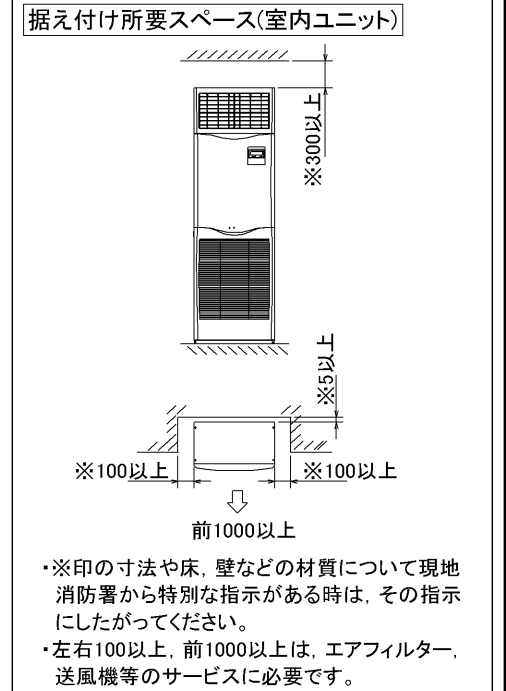 据え付け所要スペース(室内ユニット)
※300以上
※5以上
※100以上
※100以上
前1000以上
・※印の寸法や床, 壁などの材質について現地
消防署から特別な指示がある時は, その指示
にしたがってください。
・左右100以上, 前1000以上は, エアフィルター,
送風機等のサービスに必要です。